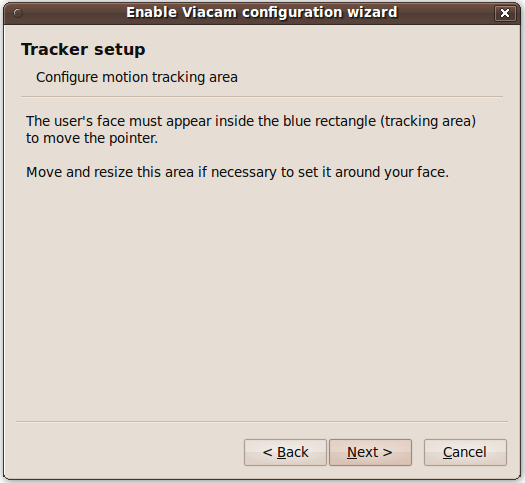 Enable Viacam configuration wizard
Tracker setup
Configure motion tracking area
The user's face must appear inside the blue rectangle (tracking area)
to move the pointer.
Move and resize this area if necessary to set it around your face.
< Back
Next >
Cancel